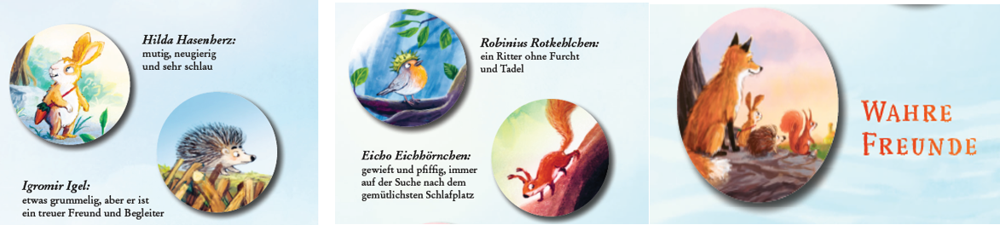 Hilda Hasenherz:
mutig, neugierig
und sehr schlau
Igromir Igel:
etwas grummelig, aber er ist
ein treuer Freund und Begleiter
Robinius Rotkehlchen:
ein Ritter ohne Furcht
und Tadel
Eicho Eichhörnchen:
gewieft und pfiffig, immer
auf der Suche nach dem
gemütlichsten Schlafplatz
WAHRE
FREUNDE